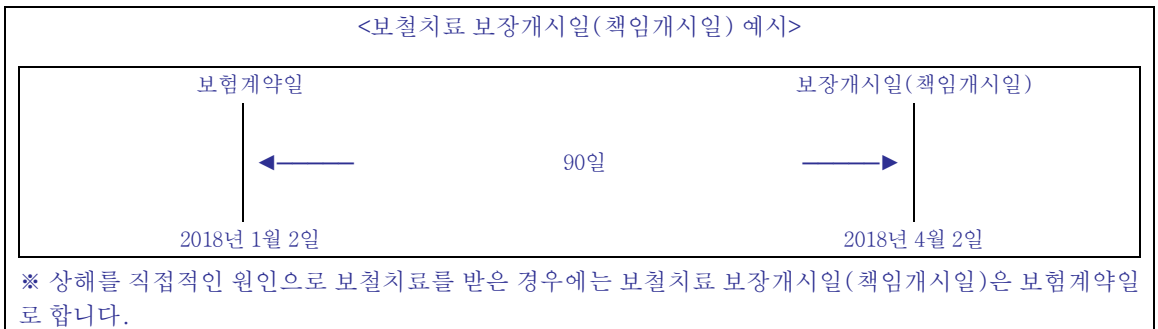 <보철치료 보장개시일(책임개시일) 예시>
보험계약일 보장개시일(책임개시일)
90일
2018년 1월 2일 2018년 4월 2일
※ 상해를 직접적인 원인으로 보철치료를 받은 경우에는 보철치료 보장개시일(책임개시일)은 보험계약일
로 합니다.